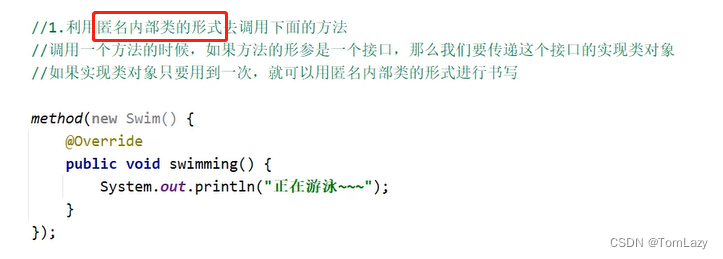 //1.利用匿名内部类的形式去调用下面的方法
//调用一个方法的时候，如果方法的形参是一个接口，那么我们要传递这个接口的实现类对象
//如果实现类对象只要用到一次，就可以用匿名内部类的形式进行书写
method(new Swim() {
@Override
public void swimming() {
System.out.println("正在游泳~~~");
}
});
CSDN @TomLazy